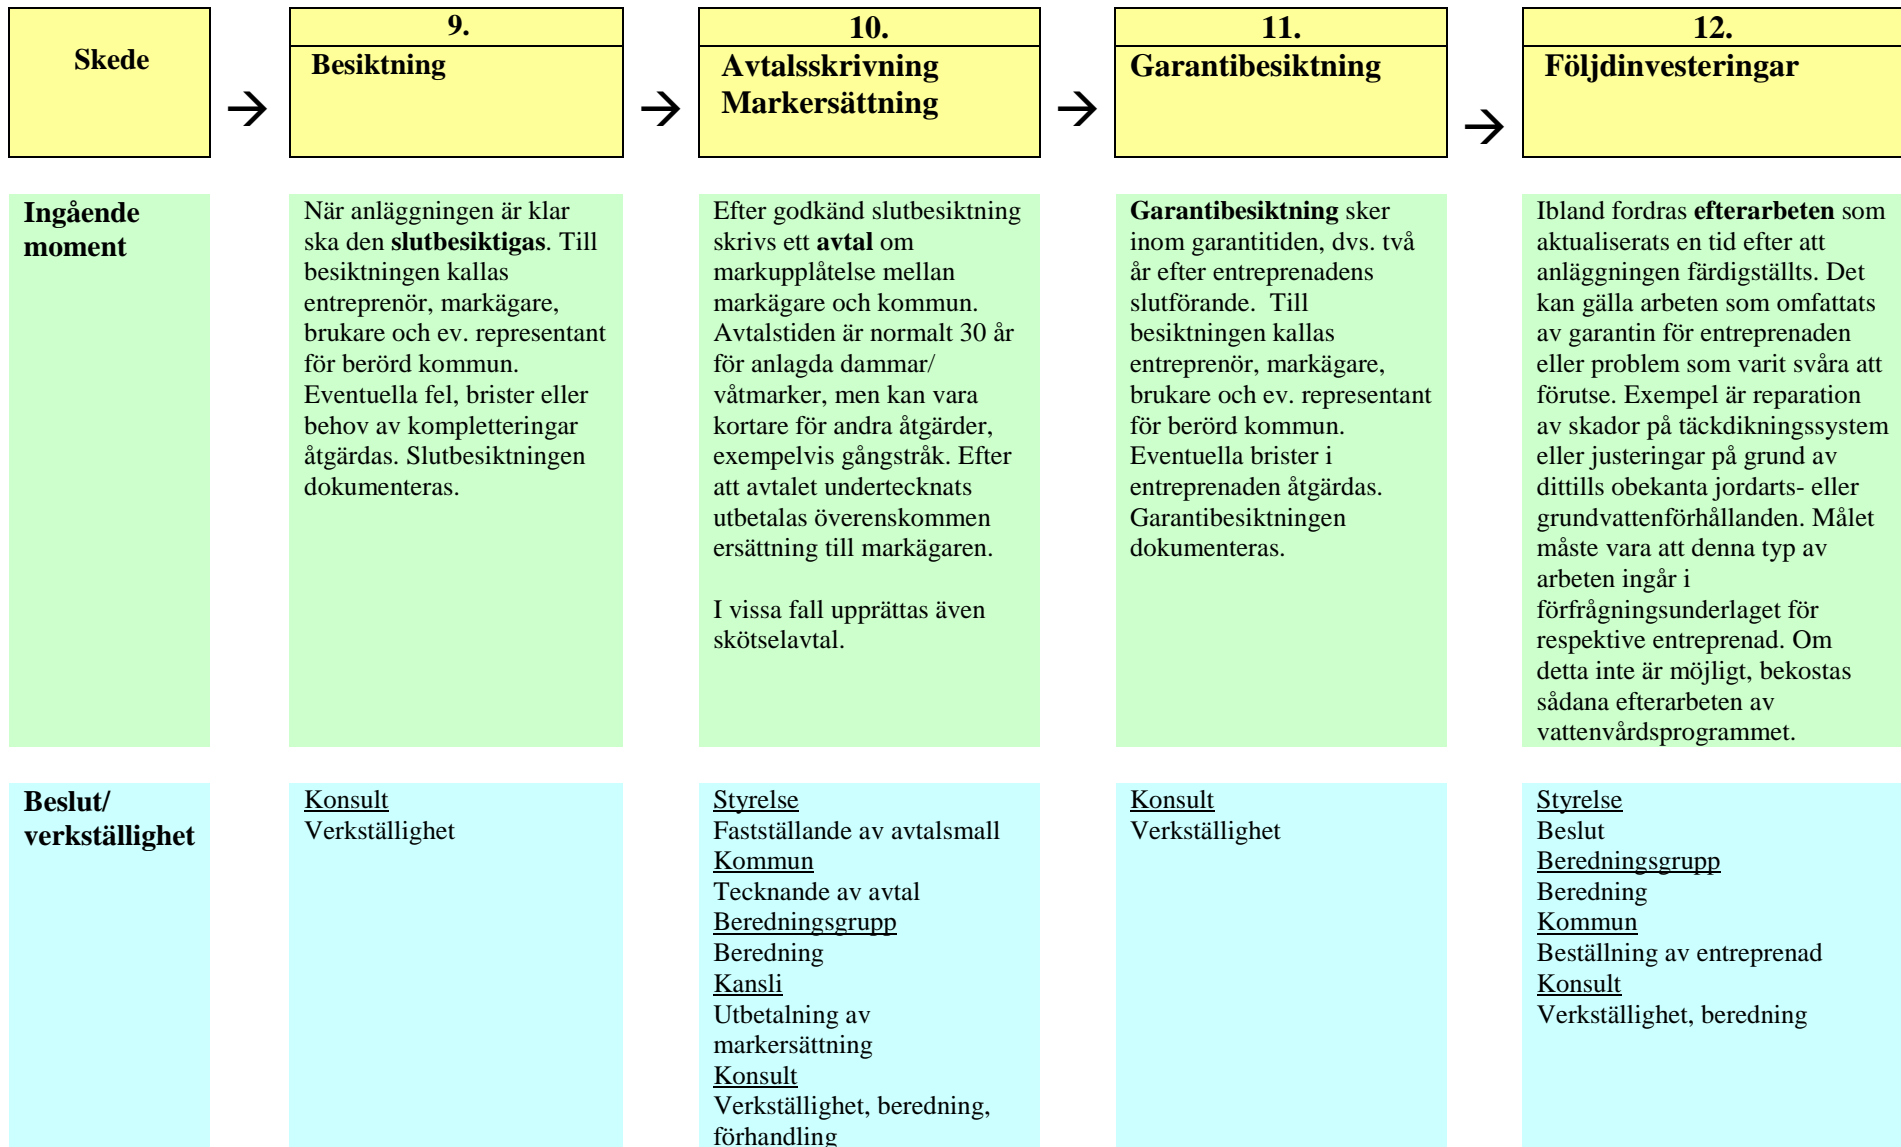 Skede
→
9.
Besiktning
→
10.
Avtalsskrivning
Markersättning
→
11.
Garantibesiktning
→
12.
Följdinvesteringar
Ingående
moment
När anläggningen är klar
ska den slutbesiktigas. Till
besiktningen kallas
entreprenör, markägare,
brukare och ev. representant
för berörd kommun.
Eventuella fel, brister eller
behov av kompletteringar
åtgärdas. Slutbesiktningen
dokumenteras.
Efter godkänd slutbesiktning
skrivs ett avtal om
markupplåtelse mellan
markägare och kommun.
Avtalstiden är normalt 30 år
för anlagda dammar/
våtmarker, men kan vara
kortare för andra åtgärder,
exempelvis gångstråk. Efter
att avtalet undertecknats
utbetalas överenskommen
ersättning till markägaren.
I vissa fall upprättas även
skötselavtal.
Garantibesiktning sker
inom garantitiden, dvs. två
år efter entreprenadens
slutförande.  Till
besiktningen kallas
entreprenör, markägare,
brukare och ev. representant
för berörd kommun.
Eventuella brister i
entreprenaden åtgärdas.
Garantibesiktningen
dokumenteras.
Ibland fordras efterarbeten som
aktualiserats en tid efter att
anläggningen färdigställts. Det
kan gälla arbeten som omfattats
av garantin för entreprenaden
eller problem som varit svåra att
förutse. Exempel är reparation
av skador på täckdikningssystem
eller justeringar på grund av
dittills obekanta jordarts- eller
grundvattenförhållanden. Målet
måste vara att denna typ av
arbeten ingår i
förfrågningsunderlaget för
respektive entreprenad. Om
detta inte är möjligt, bekostas
sådana efterarbeten av
vattenvårdsprogrammet.
Beslut/
verkställighet
Konsult
Verkställighet
Styrelse
Fastställande av avtalsmall
Kommun
Tecknande av avtal
Beredningsgrupp
Beredning
Kansli
Utbetalning av
markersättning
Konsult
Verkställighet, beredning,
förhandling
Konsult
Verkställighet
Styrelse
Beslut
Beredningsgrupp
Beredning
Kommun
Beställning av entreprenad
Konsult
Verkställighet, beredning